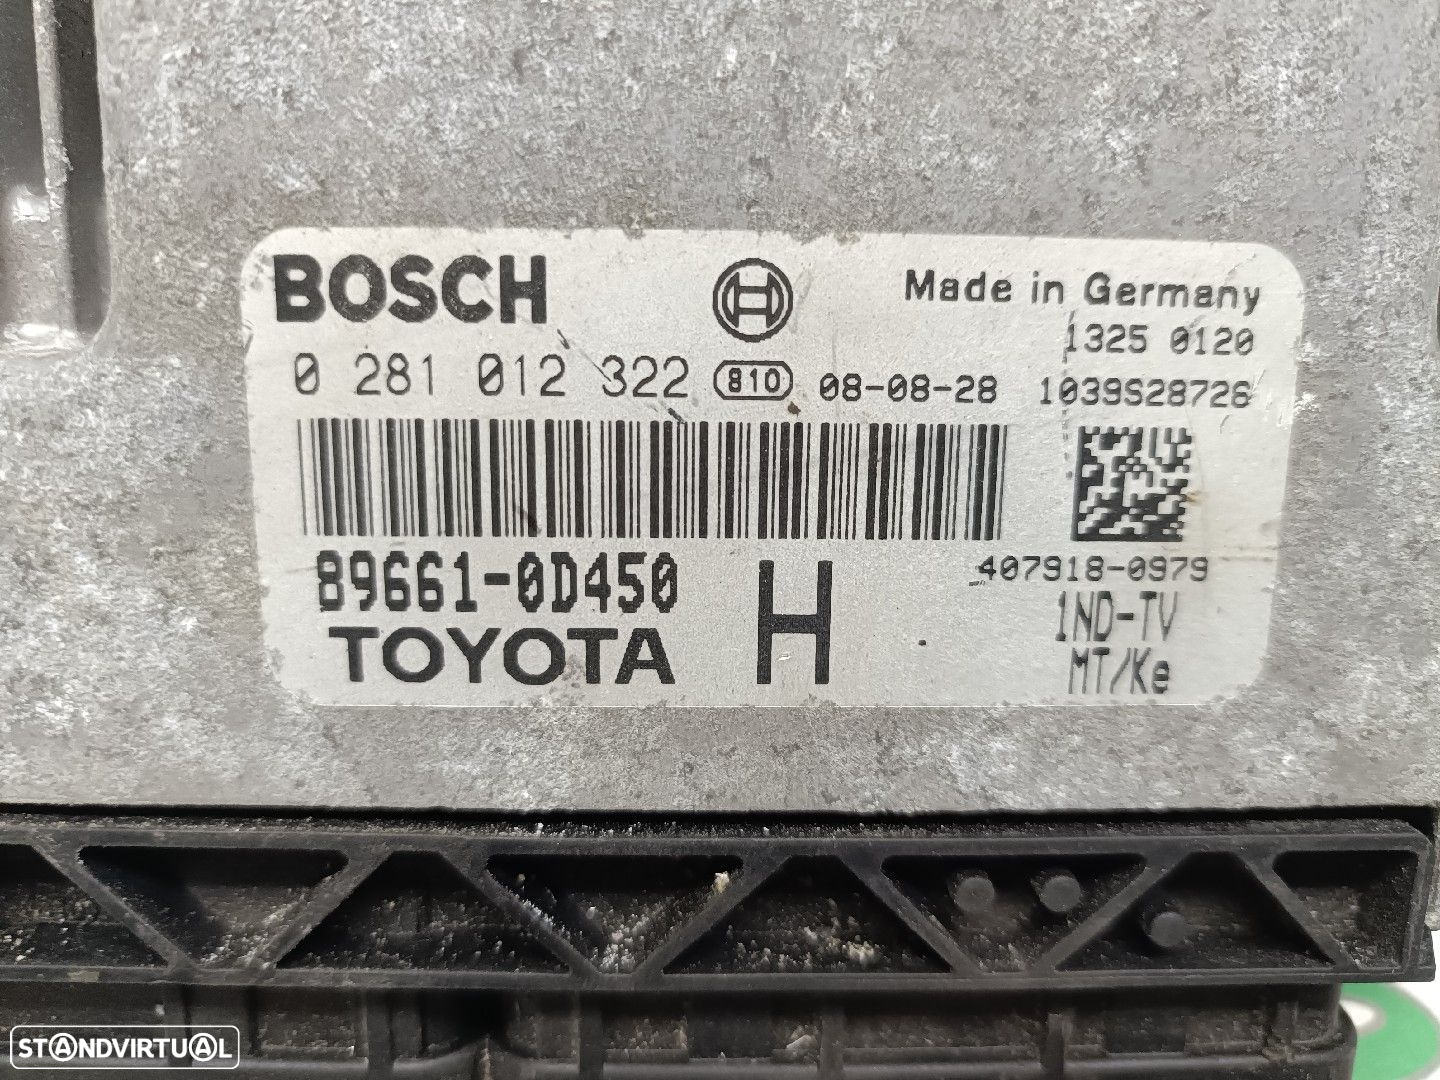 BOSCH
Made in Germany
1325 0120
0 281 012 322 810 08-08-28 1039S28726
89661-0D450
H
407918-0979
TOYOTA
1ND-TV
MT/Ke
STANDVIRTUAL